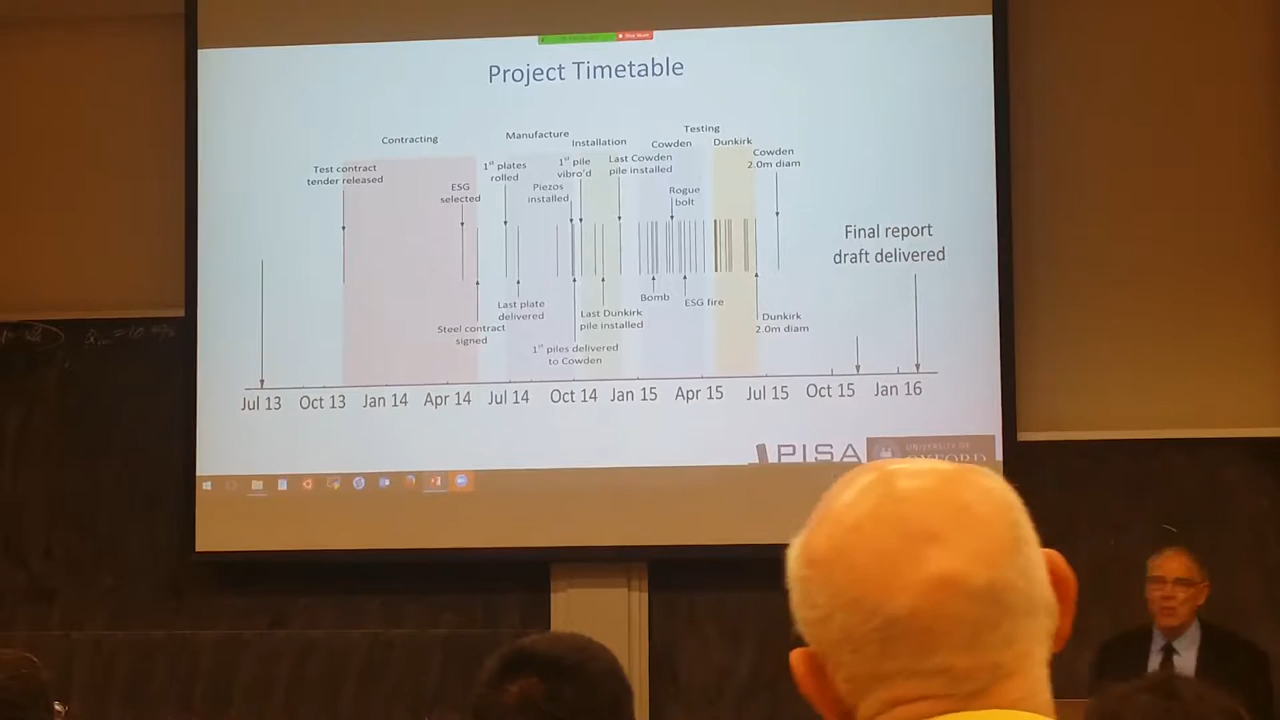 Project Timetable
Contracting
Manufacture
Installation
Testing
Cowden
Dunkirk
Test contract
tender released
ESG
selected
1st plates
rolled
Piezos
installed
1st pile
vibro'd
Last Cowden
pile installed
Rogue
bolt
Cowden
2.0m diam
Final report
draft delivered
Steel contract
signed
Last plate
delivered
1st piles delivered
to Cowden
Last Dunkirk
pile installed
Bomb
ESG fire
Dunkirk
2.0m diam
Jul 13 Oct 13 Jan 14 Apr 14 Jul 14 Oct 14 Jan 15 Apr 15 Jul 15 Oct 15 Jan 16
PISA
UNIVERSITY OF
OXFORD